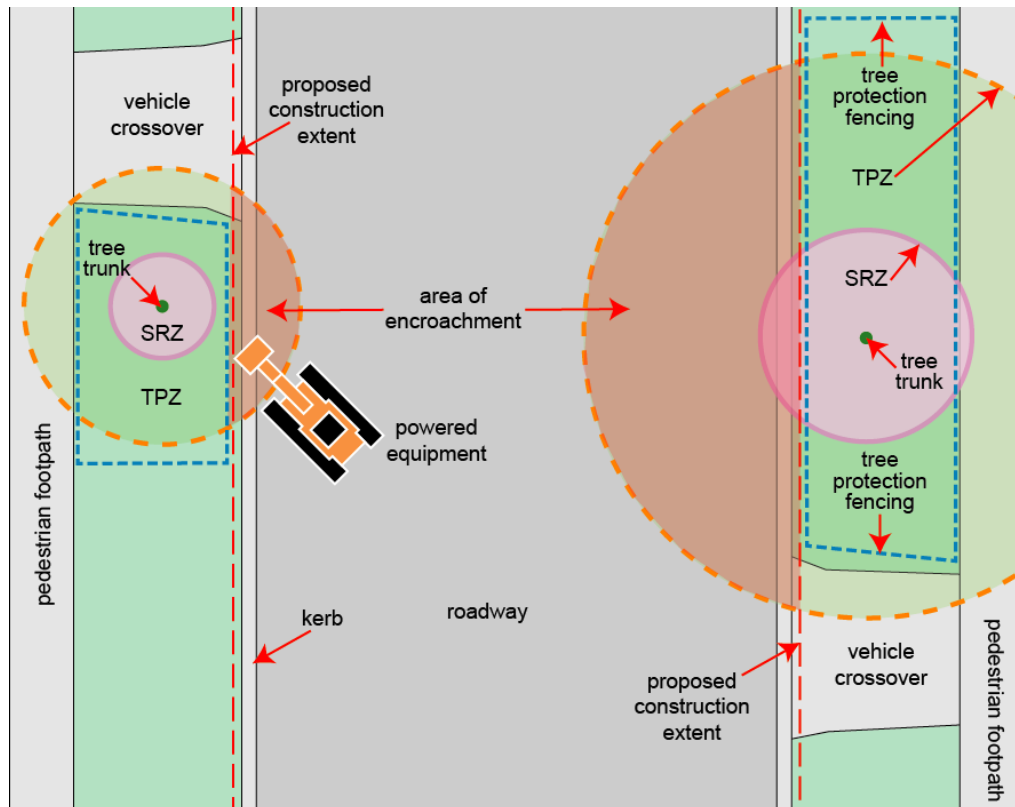 vehicle
crossover
proposed
construction
extent
tree
protection
fencing
TPZ
tree
trunk
SRZ
TPZ
area of
encroachment
SRZ
tree
trunk
powered
equipment
tree
protection
fencing
pedestrian footpath
kerb
roadway
proposed
construction
extent
vehicle
crossover
pedestrian footpath